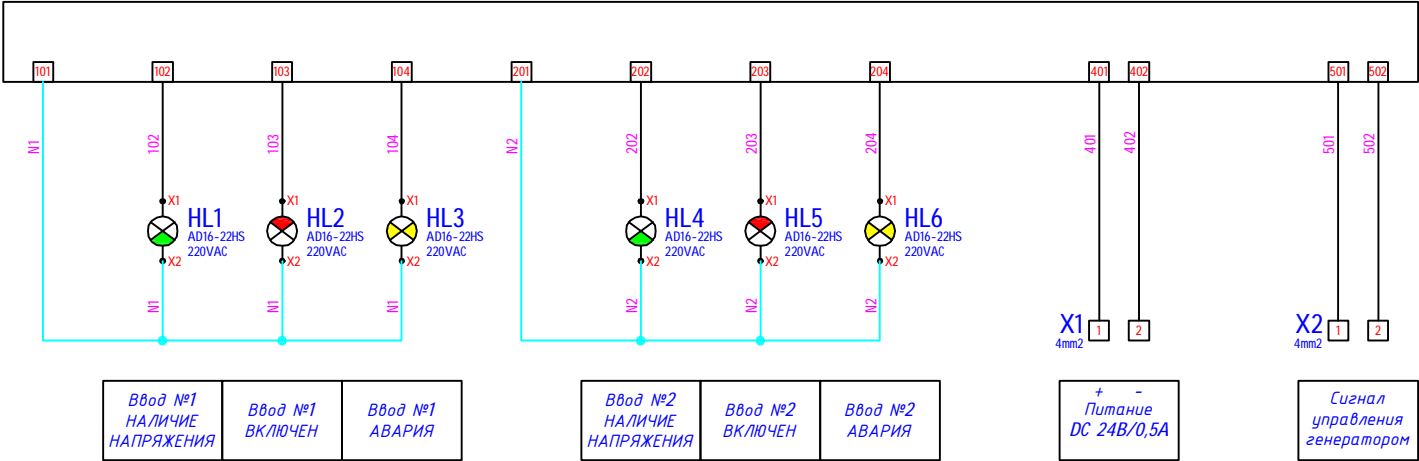 101 102 103 104 201 202 203 204 401 402 501 502
N1 102 103 104 N2 202 203 204 401 402 501 502
X1 X1 X1 X1 X1 X1
HL1 HL2 HL3 HL4 HL5 HL6
AD16-22HS AD16-22HS AD16-22HS AD16-22HS AD16-22HS AD16-22HS
220VAC 220VAC 220VAC 220VAC 220VAC 220VAC
X2 X2 X2 X2 X2 X2
N1 N1 N1 N2 N2 N2
X1 1 2 X2 1 2
4mm2 4mm2
Ввод №1
НАЛИЧИЕ
НАПРЯЖЕНИЯ
Ввод №1
ВКЛЮЧЕН
Ввод №1
АВАРИЯ
Ввод №2
НАЛИЧИЕ
НАПРЯЖЕНИЯ
Ввод №2
ВКЛЮЧЕН
Ввод №2
АВАРИЯ
+ -
Питание
DC 24В/0,5А
Сигнал
управления
генератором